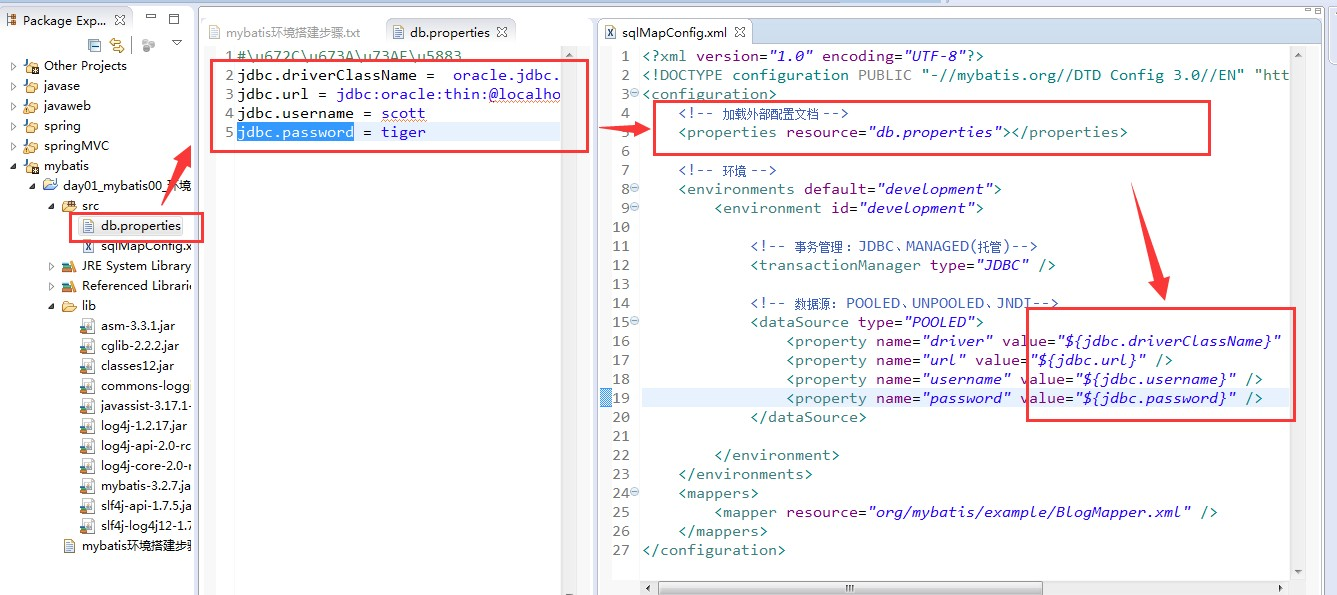 Package Exp...
Other Projects
javase
javaweb
spring
springMVC
mybatis
day01_mybatis00_环境
src
db.properties
sqlMapConfig.x
JRE System Library
Referenced Librari
lib
asm-3.3.1.jar
cglib-2.2.2.jar
classes12.jar
commons-logg
javassist-3.17.1-
log4j-1.2.17.jar
log4j-api-2.0-rc
log4j-core-2.0-r
mybatis-3.2.7.ja
slf4j-api-1.7.5.ja
slf4j-log4j12-1.7
mybatis环境搭建步骤
mybatis环境搭建步骤.txt
db.properties
1 #\u672C\u673A\u73AF\u5883
2 jdbc.driverClassName =  oracle.jdbc.
3 jdbc.url = jdbc:oracle:thin:@localho
4 jdbc.username = scott
5 jdbc.password = tiger
sqlMapConfig.xml
1 <?xml version="1.0" encoding="UTF-8"?>
2 <!DOCTYPE configuration PUBLIC "-//mybatis.org//DTD Config 3.0//EN" "htt
3 <configuration>
4 <!-- 加载外部配置文档 -->
<properties resource="db.properties"></properties>
6
7 <!-- 环境 -->
8 <environments default="development">
9 <environment id="development">
10
11 <!-- 事务管理：JDBC、MANAGED(托管)-->
12 <transactionManager type="JDBC" />
13
14 <!-- 数据源：POOLED、UNPOOLED、JNDI-->
15 <dataSource type="POOLED">
16 <property name="driver" value="${jdbc.driverClassName}"
17 <property name="url" value="${jdbc.url}" />
18 <property name="username" value="${jdbc.username}" />
19 <property name="password" value="${jdbc.password}" />
20 </dataSource>
21
22 </environment>
23 </environments>
24 <mappers>
25 <mapper resource="org/mybatis/example/BlogMapper.xml" />
26 </mappers>
27 </configuration>